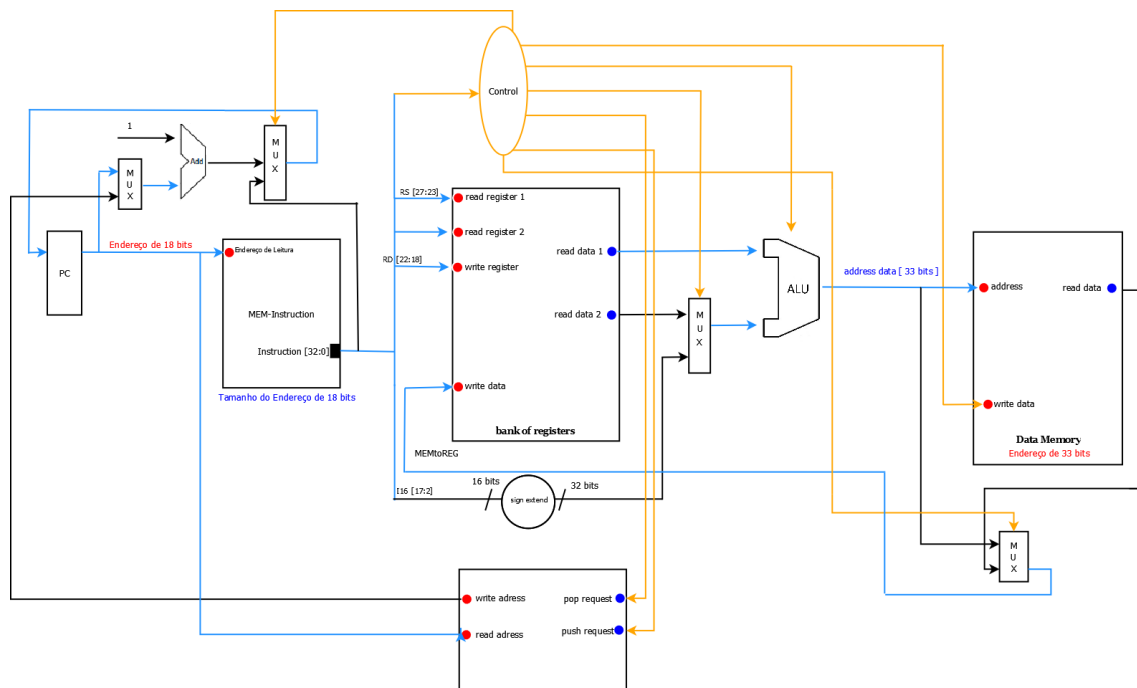 Control
1
M
U
X
Add
M
U
X
RS [27:23]
read register 1
read register 2
Endereço de 18 bits
Endereço de Leitura
RD [22:18]
write register
read data 1
PC
address data [ 33 bits ]
ALU
address
read data
MEM-Instruction
read data 2
M
U
X
Instruction [32:0]
write data
Tamanho do Endereço de 18 bits
write data
bank of registers
Data Memory
MEMtoREG
Endereço de 33 bits
16 bits
32 bits
I16 [17:2]
sign extend
M
U
X
write adress
pop request
read adress
push request